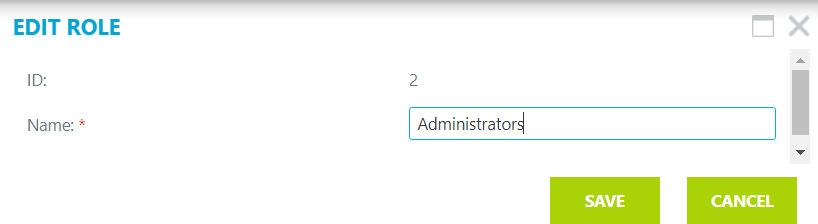 EDIT ROLE
ID: 2
Name: * Administrators
SAVE CANCEL